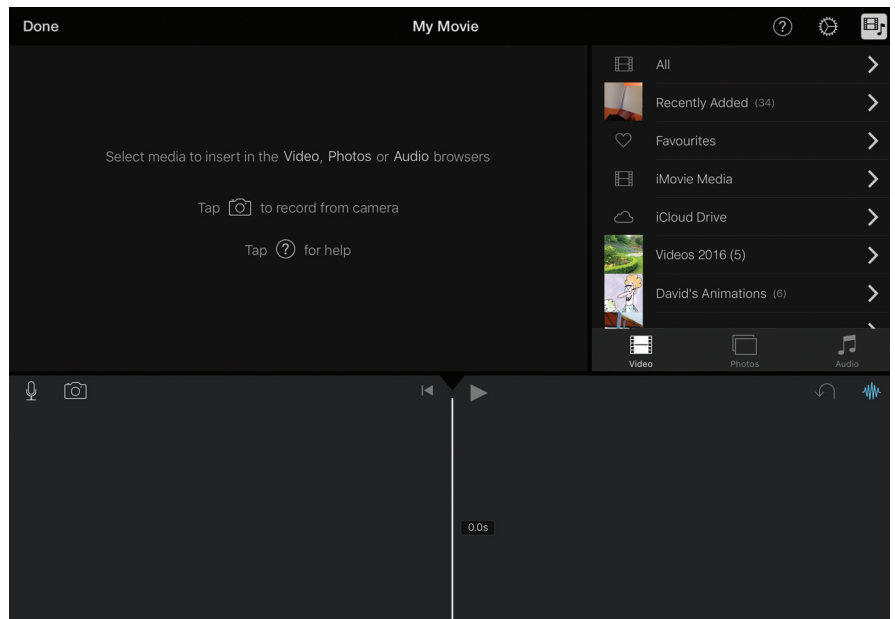 Done
My Movie
?
All
Recently Added (34)
Favourites
iMovie Media
iCloud Drive
Videos 2016 (5)
David's Animations (6)
Select media to insert in the Video, Photos or Audio browsers
Tap to record from camera
Tap ? for help
Video
Photos
Audio
0.0s